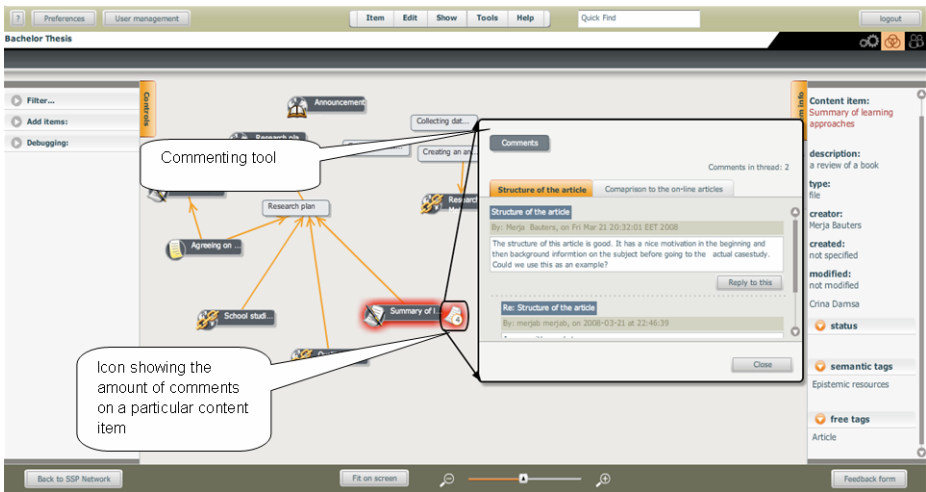 ? Preferences User management Item Edit Show Tools Help Quick Find logout
Bachelor Thesis
Filter...
Add items:
Debugging:
Controls
Announcement
Collecting dat...
Research pla
Creating an an
Research plan
Agreeing on ...
School studi...
Summary of l...
4
Commenting tool
Icon showing the
amount of comments
on a particular content
item
Comments
Comments in thread: 2
Structure of the article Comaprison to the on-line articles
Structure of the article
By: Merja Bauters, on Fri Mar 21 20:32:01 EET 2008
The structure of this article is good. It has a nice motivation in the beginning and
then background informtion on the subject before going to the actual casestudy.
Could we use this as an example?
Reply to this
Re: Structure of the article
By: merjab merjab, on 2008-03-21 at 22:46:39
Close
m info
Content item:
Summary of learning
approaches
description:
a review of a book
type:
file
creator:
Merja Bauters
created:
not specified
modified:
not modified
Crina Damsa
status
semantic tags
Epistemic resources
free tags
Article
Back to SSP Network Fit on screen Feedback form